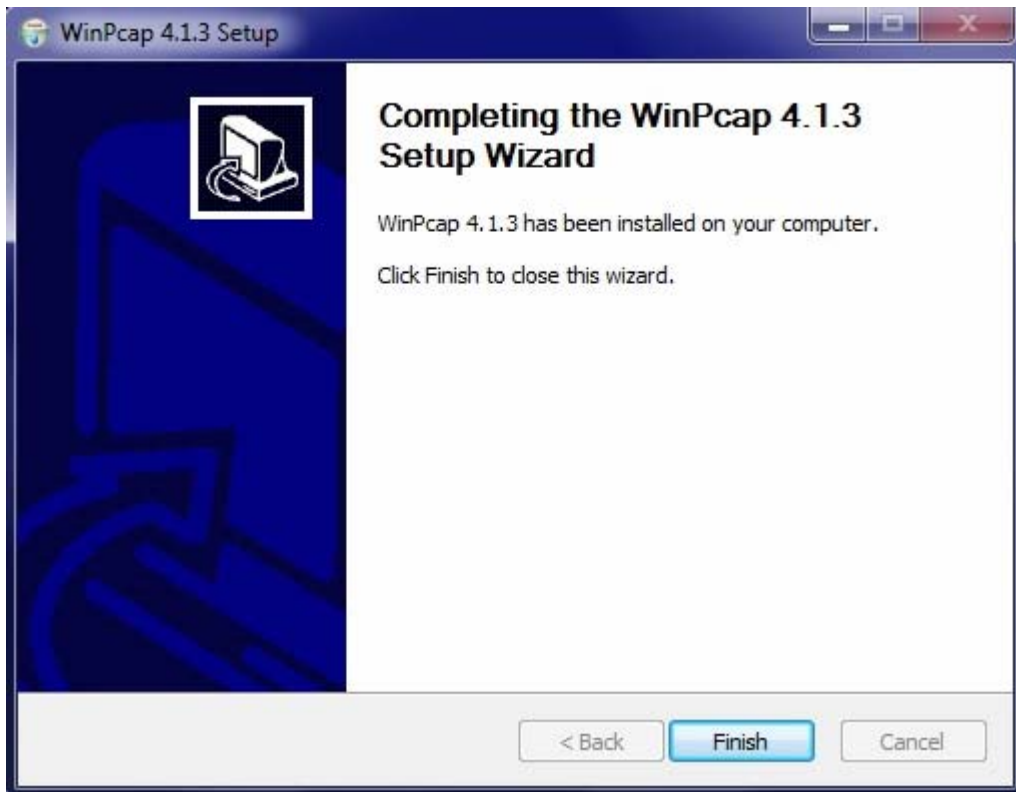 WinPcap 4.1.3 Setup
Completing the WinPcap 4.1.3
Setup Wizard
WinPcap 4.1.3 has been installed on your computer.
Click Finish to close this wizard.
< Back
Finish
Cancel